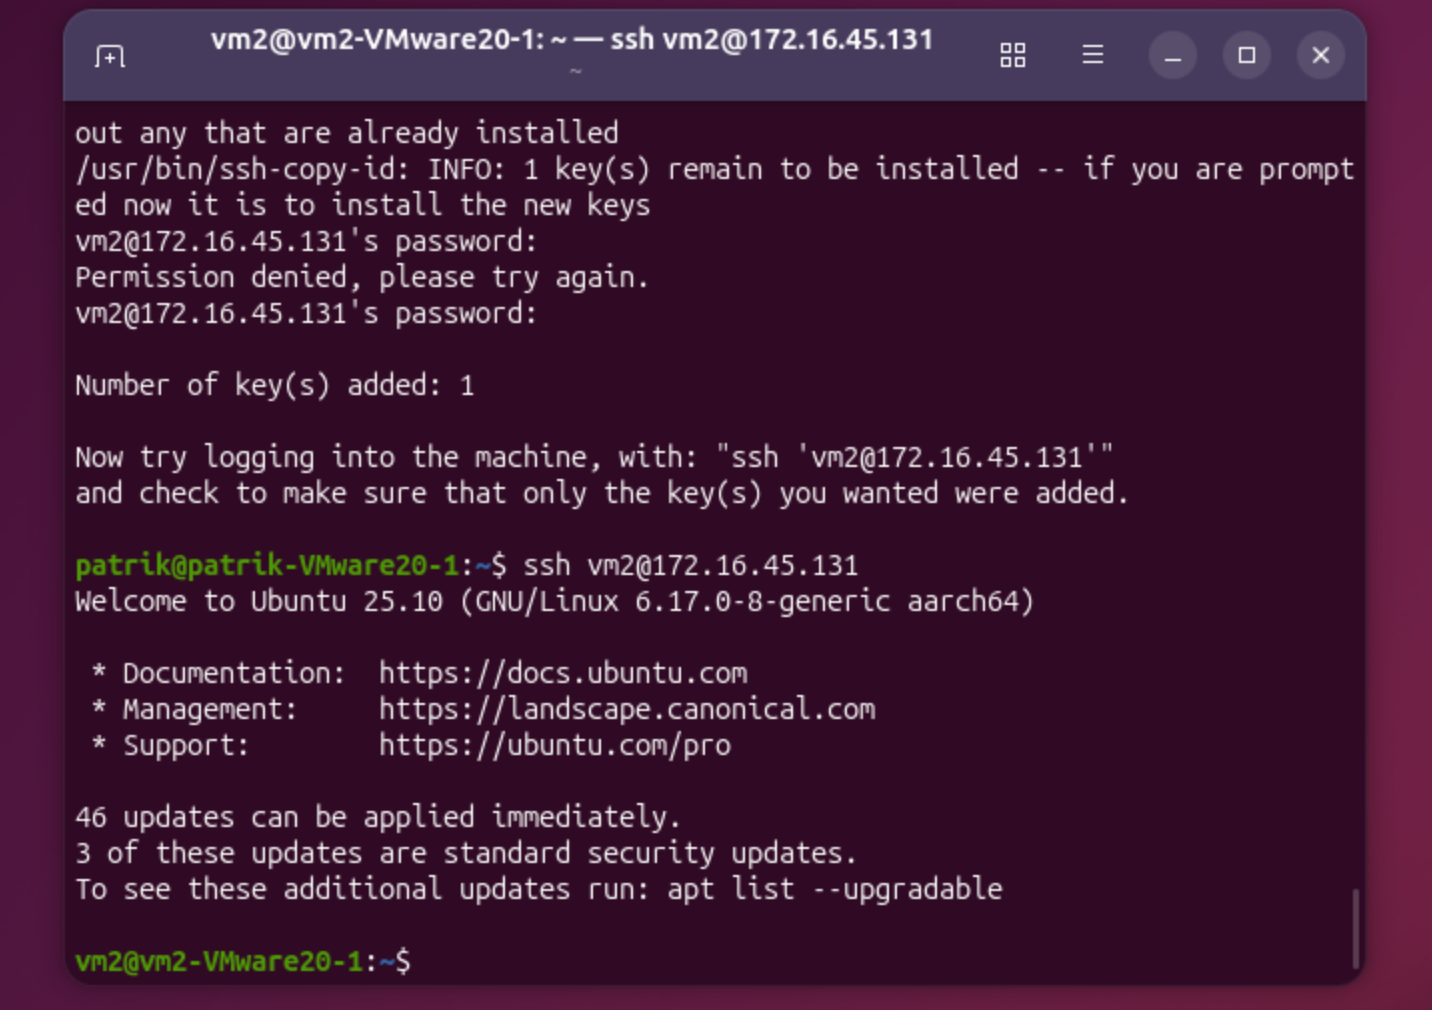 vm2@vm2-VMware20-1: ~ — ssh vm2@172.16.45.131
~
out any that are already installed
/usr/bin/ssh-copy-id: INFO: 1 key(s) remain to be installed -- if you are prompt
ed now it is to install the new keys
vm2@172.16.45.131's password:
Permission denied, please try again.
vm2@172.16.45.131's password:

Number of key(s) added: 1

Now try logging into the machine, with: "ssh 'vm2@172.16.45.131'"
and check to make sure that only the key(s) you wanted were added.

patrik@patrik-VMware20-1:~$ ssh vm2@172.16.45.131
Welcome to Ubuntu 25.10 (GNU/Linux 6.17.0-8-generic aarch64)

 * Documentation:  https://docs.ubuntu.com
 * Management:     https://landscape.canonical.com
 * Support:        https://ubuntu.com/pro

46 updates can be applied immediately.
3 of these updates are standard security updates.
To see these additional updates run: apt list --upgradable

vm2@vm2-VMware20-1:~$